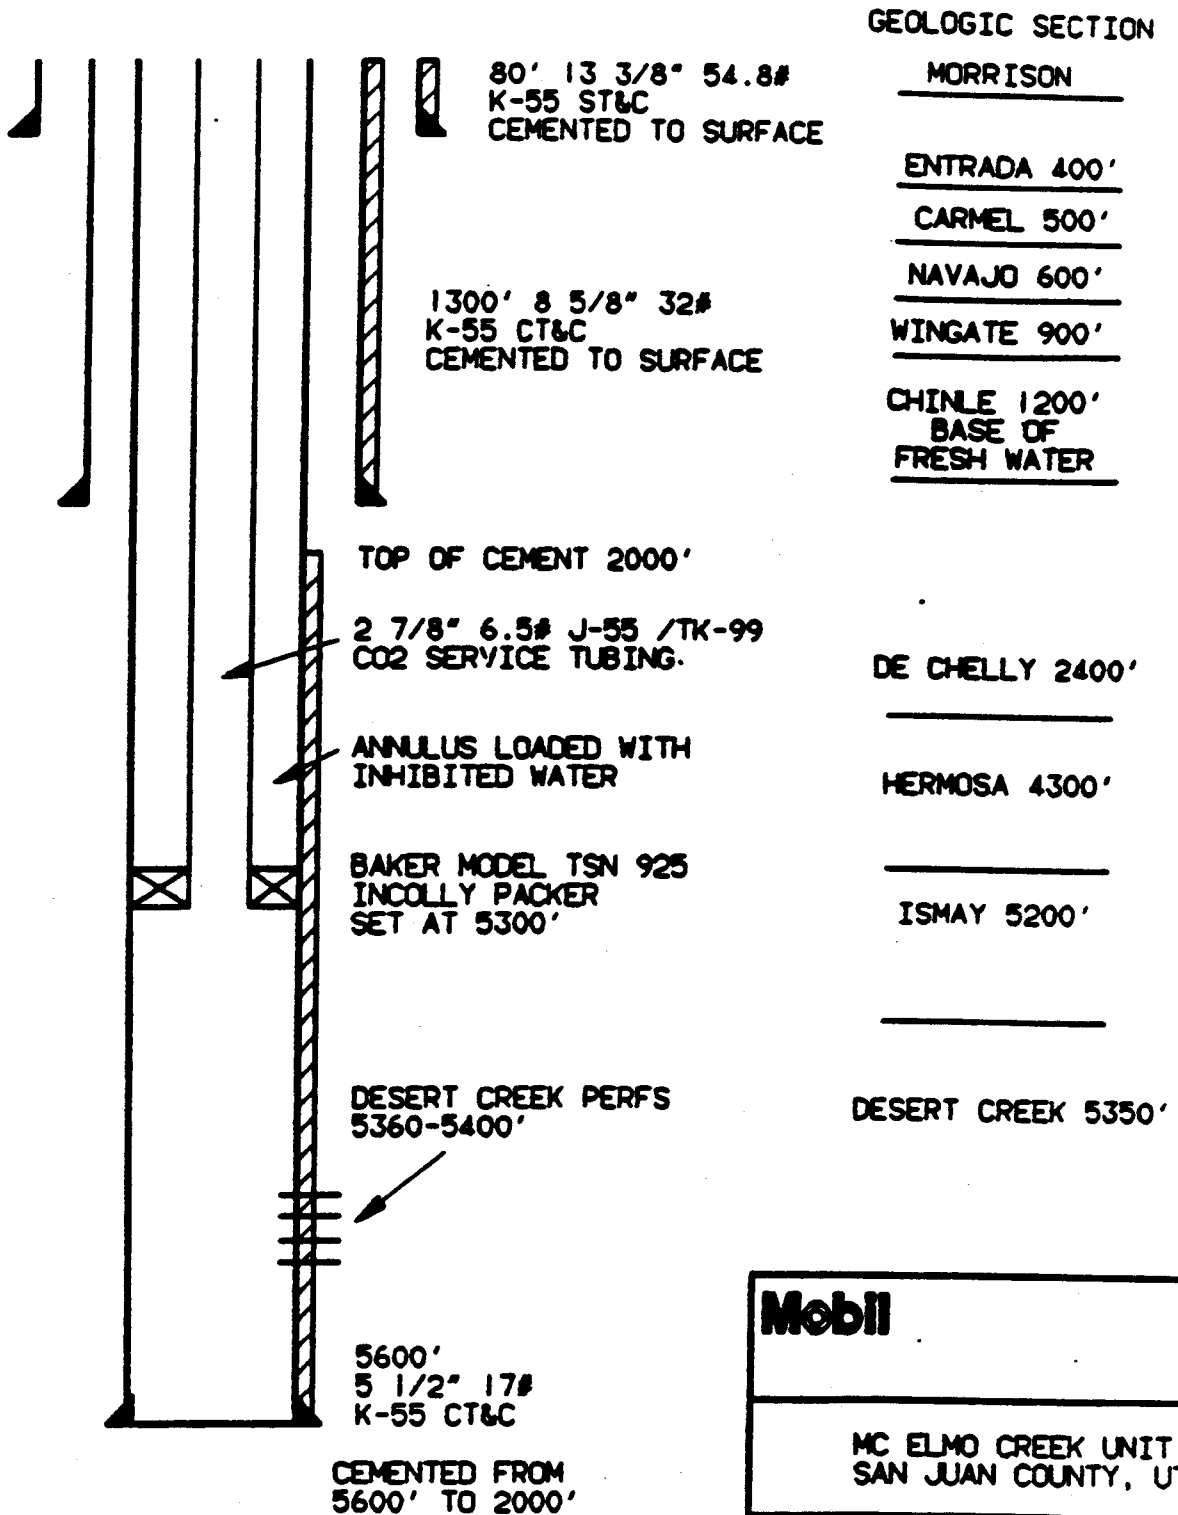 GEOLOGIC SECTION
80' 13 3/8" 54.8#
K-55 ST&C
CEMENTED TO SURFACE
MORRISON
ENTRADA 400'
CARMEL 500'
NAVAJO 600'
1300' 8 5/8" 32#
K-55 CT&C
CEMENTED TO SURFACE
WINGATE 900'
CHINLE 1200'
BASE OF
FRESH WATER
TOP OF CEMENT 2000'
2 7/8" 6.5# J-55 /TK-99
CO2 SERVICE TUBING.
DE CHELLY 2400'
ANNULUS LOADED WITH
INHIBITED WATER
HERMOSA 4300'
BAKER MODEL TSN 925
INCOLLY PACKER
SET AT 5300'
ISMAY 5200'
DESERT CREEK PERFS
5360-5400'
DESERT CREEK 5350'
Mobil
5600'
5 1/2" 17#
K-55 CT&C
MC ELMO CREEK UNIT
SAN JUAN COUNTY, UT
CEMENTED FROM
5600' TO 2000'